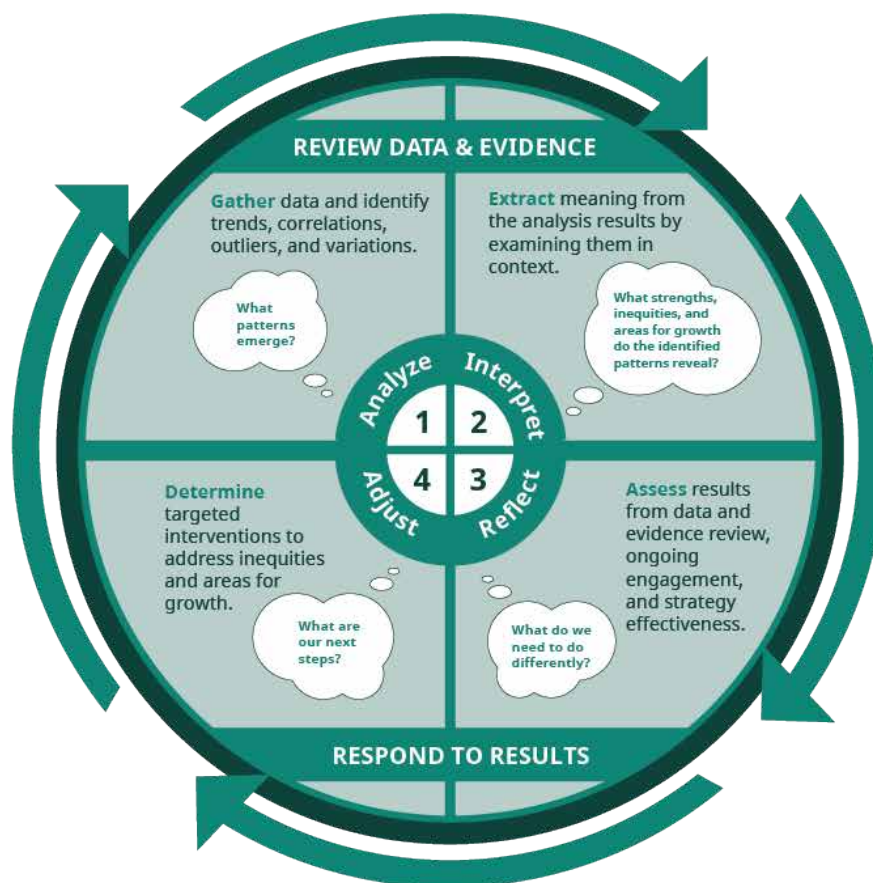 REVIEW DATA & EVIDENCE
Gather data and identify
trends, correlations,
outliers, and variations.
What
patterns
emerge?
Analyze
1
Extract meaning from
the analysis results by
examining them in
context.
What strengths,
inequities, and
areas for growth
do the identified
patterns reveal?
Interpret
2
Assess results
from data and
evidence review,
ongoing
engagement,
and strategy
effectiveness.
What do we
need to do
differently?
Reflect
3
Determine
targeted
interventions to
address inequities
and areas for
growth.
What are
our next
steps?
Adjust
4
RESPOND TO RESULTS